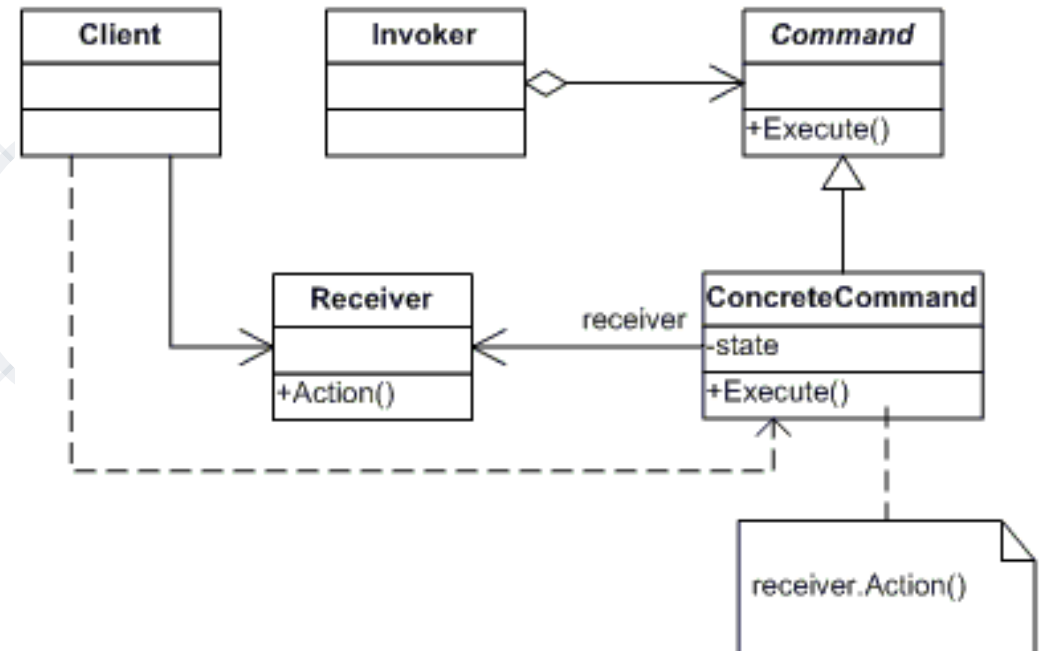 Client
Invoker
Command
+Execute()
Receiver
+Action()
receiver
ConcreteCommand
-state
+Execute()
receiver.Action()